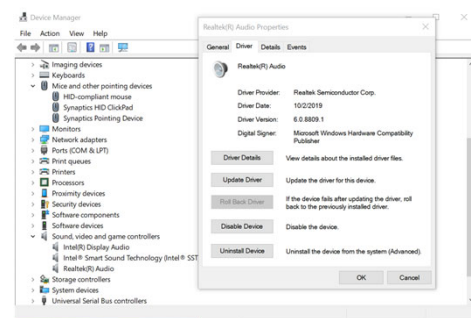 Device Manager
File Action View Help
Imaging devices
Keyboards
Mice and other pointing devices
HID-compliant mouse
Synaptics HID ClickPad
Synaptics Pointing Device
Monitors
Network adapters
Ports (COM & LPT)
Print queues
Printers
Processors
Proximity devices
Security devices
Software components
Software devices
Sound, video and game controllers
Intel(R) Display Audio
Intel® Smart Sound Technology (Intel® SST
Realtek(R) Audio
Storage controllers
System devices
Universal Serial Bus controllers
Realtek(R) Audio Properties
General Driver Details Events
Realtek(R) Audio
Driver Provider: Realtek Semiconductor Corp.
Driver Date: 10/2/2019
Driver Version: 6.0.8809.1
Digital Signer: Microsoft Windows Hardware Compatibility
Publisher
Driver Details View details about the installed driver files.
Update Driver Update the driver for this device.
Roll Back Driver If the device fails after updating the driver, roll
back to the previously installed driver.
Disable Device Disable the device.
Uninstall Device Uninstall the device from the system (Advanced).
OK Cancel